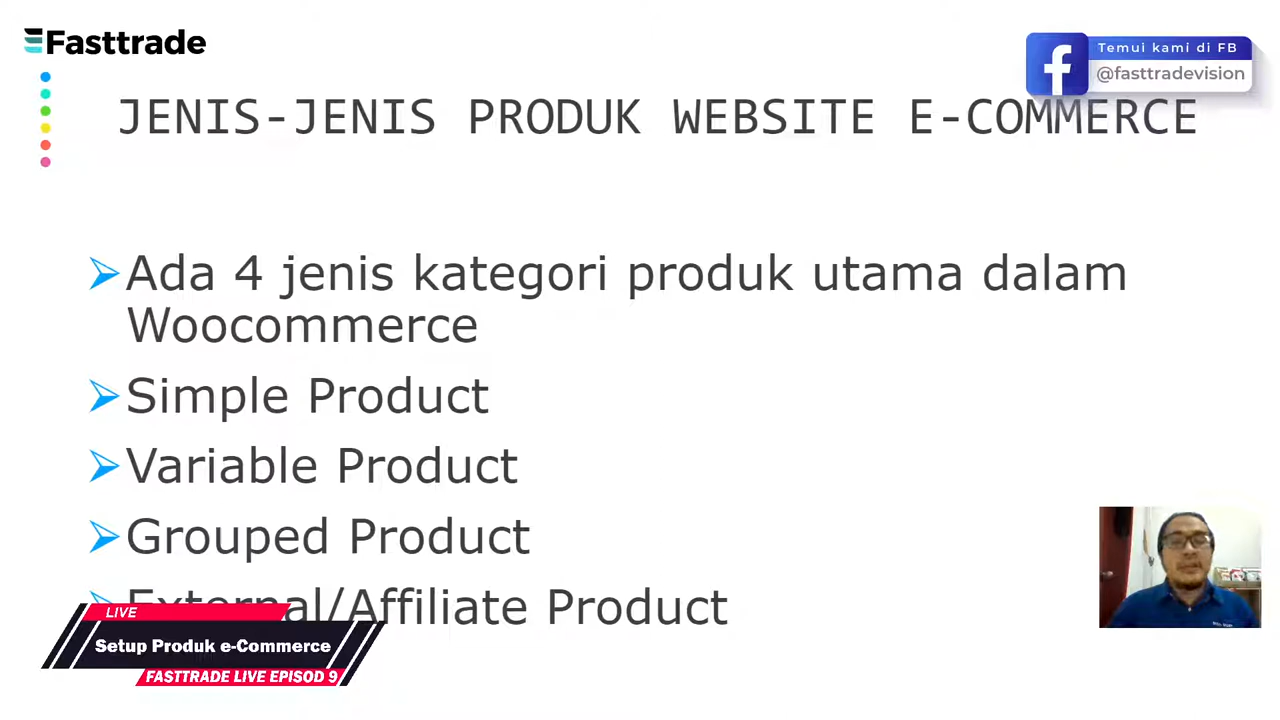 Fasttrade
Temui kami di FB
@fasttradevision
JENIS-JENIS PRODUK WEBSITE E-COMMERCE
Ada 4 jenis kategori produk utama dalam
Woocommerce
Simple Product
Variable Product
Grouped Product
External/Affiliate Product
LIVE
Setup Produk e-Commerce
FASTTRADE LIVE EPISOD 9